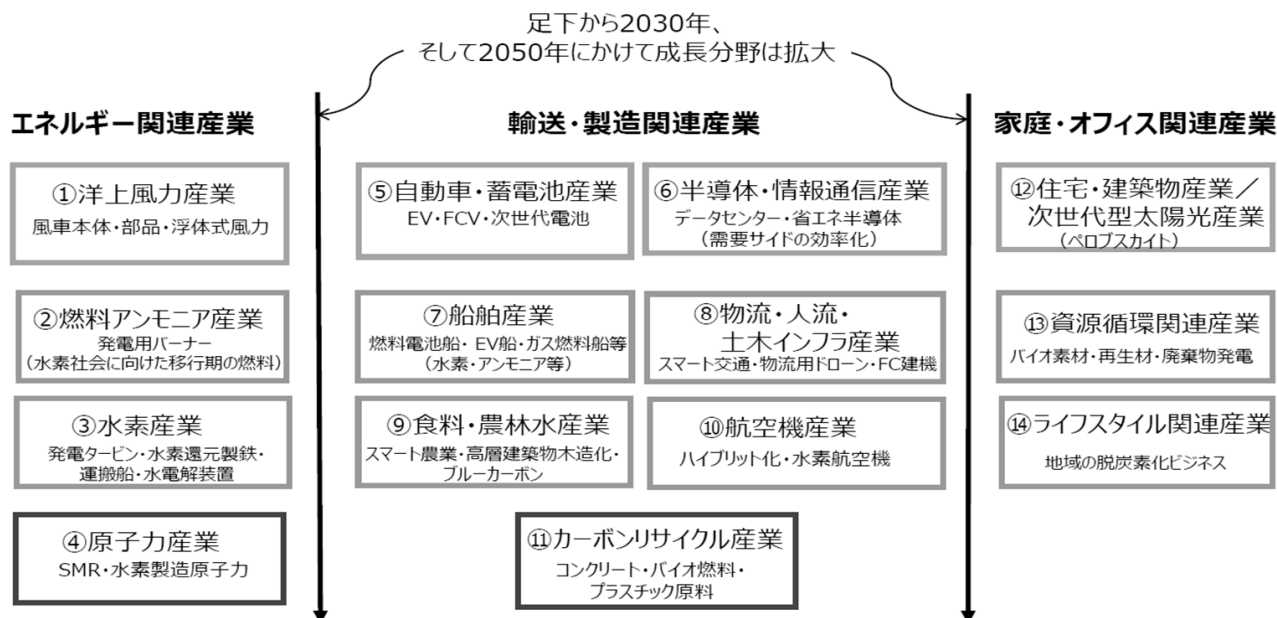 足下から2030年、
そして2050年にかけて成長分野は拡大
エネルギー関連産業
①洋上風力産業
風車本体・部品・浮体式風力
②燃料アンモニア産業
発電用バーナー
（水素社会に向けた移行期の燃料）
③水素産業
発電タービン・水素還元製鉄・
運搬船・水電解装置
④原子力産業
SMR・水素製造原子力
輸送・製造関連産業
⑤自動車・蓄電池産業
EV・FCV・次世代電池
⑥半導体・情報通信産業
データセンター・省エネ半導体
（需要サイドの効率化）
⑦船舶産業
燃料電池船・EV船・ガス燃料船等
（水素・アンモニア等）
⑧物流・人流・
土木インフラ産業
スマート交通・物流用ドローン・FC建機
⑨食料・農林水産業
スマート農業・高層建築物木造化・
ブルーカーボン
⑩航空機産業
ハイブリット化・水素航空機
⑪カーボンリサイクル産業
コンクリート・バイオ燃料・
プラスチック原料
家庭・オフィス関連産業
⑫住宅・建築物産業／
次世代型太陽光産業
（ペロブスカイト）
⑬資源循環関連産業
バイオ素材・再生材・廃棄物発電
⑭ライフスタイル関連産業
地域の脱炭素化ビジネス